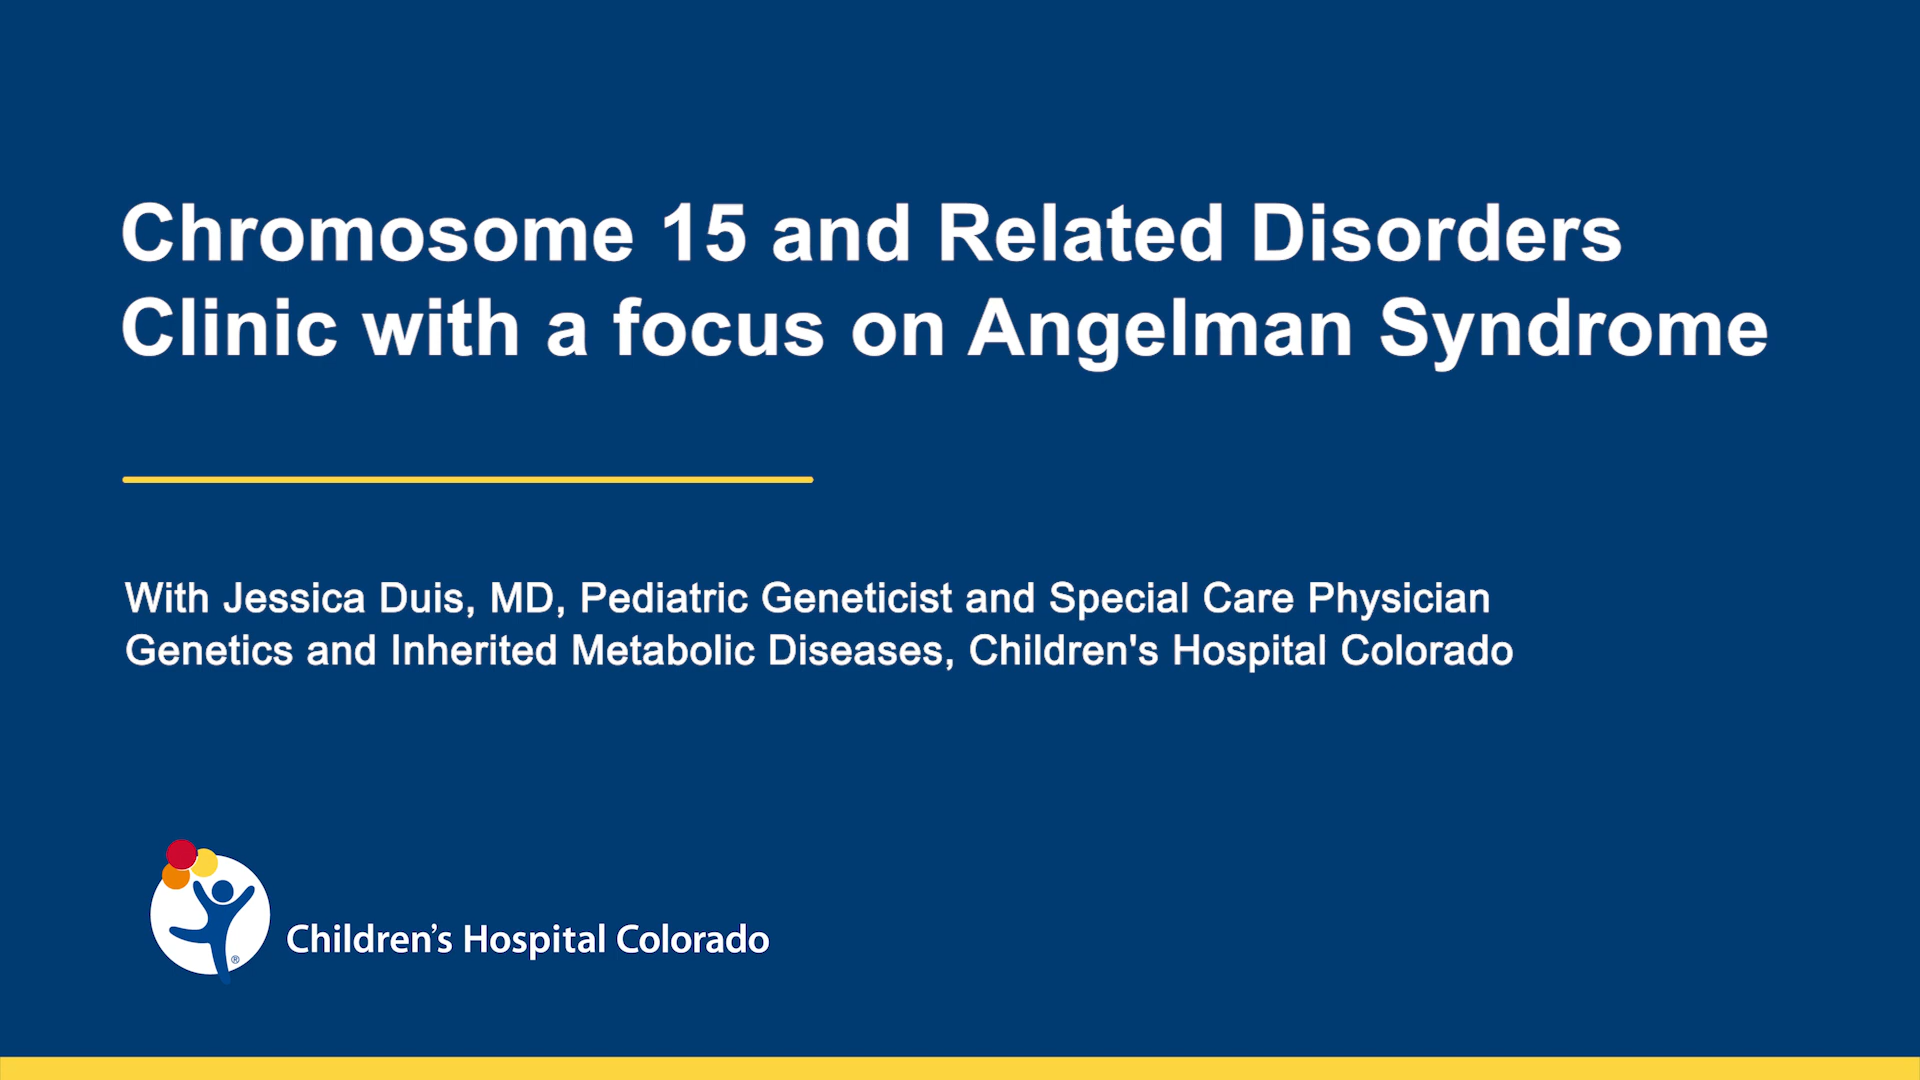 Chromosome 15 and Related Disorders
Clinic with a focus on Angelman Syndrome
With Jessica Duis, MD, Pediatric Geneticist and Special Care Physician
Genetics and Inherited Metabolic Diseases, Children's Hospital Colorado
®
Children’s Hospital Colorado